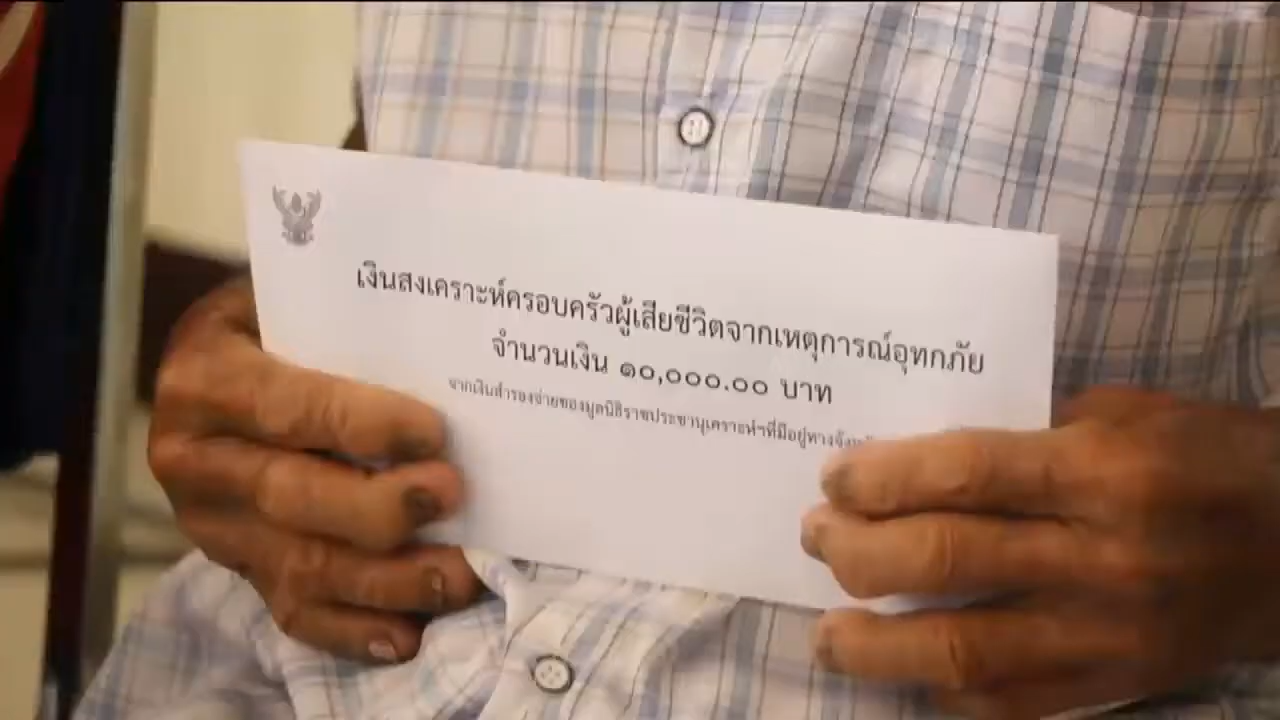 เงินสงเคราะห์ครอบครัวผู้เสียชีวิตจากเหตุการณ์อุทกภัย
จำนวนเงิน ๑๐,๐๐๐.๐๐ บาท
จากเงินสำรองจ่ายของมูลนิธิราชประชานุเคราะห์ฯที่มีอยู่ทาง